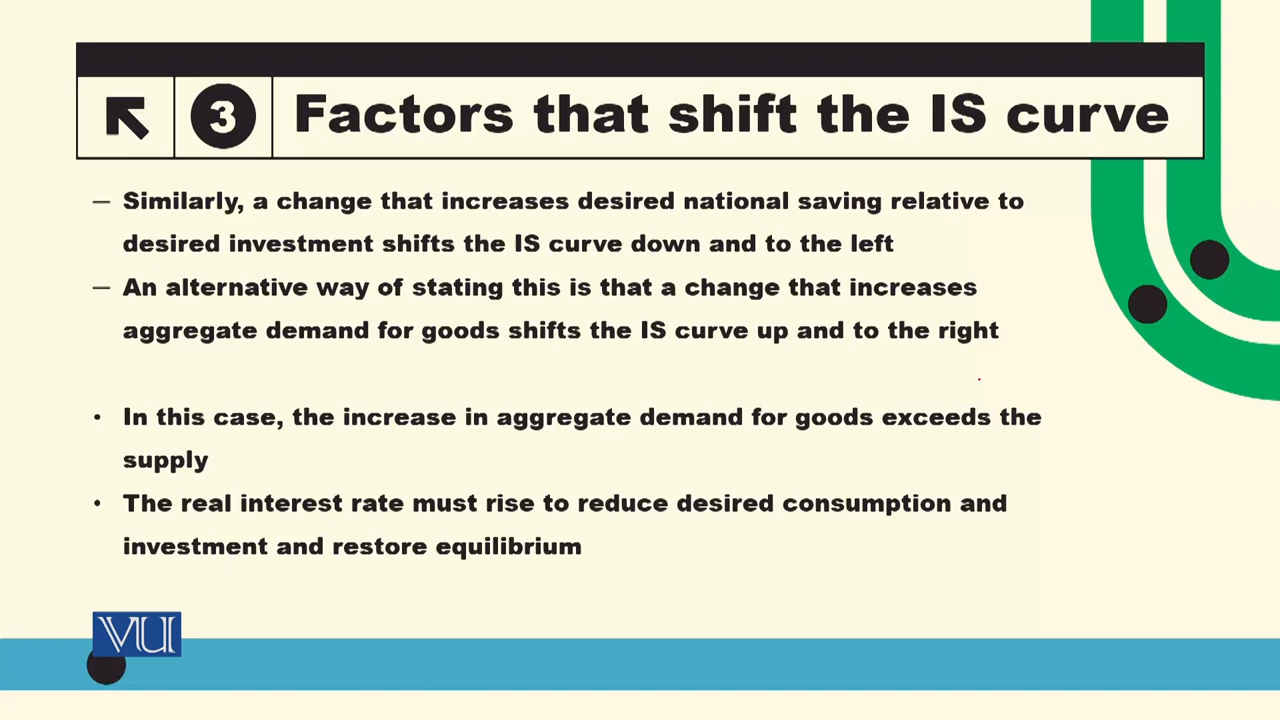 3 Factors that shift the IS curve
– Similarly, a change that increases desired national saving relative to
desired investment shifts the IS curve down and to the left
– An alternative way of stating this is that a change that increases
aggregate demand for goods shifts the IS curve up and to the right
• In this case, the increase in aggregate demand for goods exceeds the
supply
• The real interest rate must rise to reduce desired consumption and
investment and restore equilibrium
VU